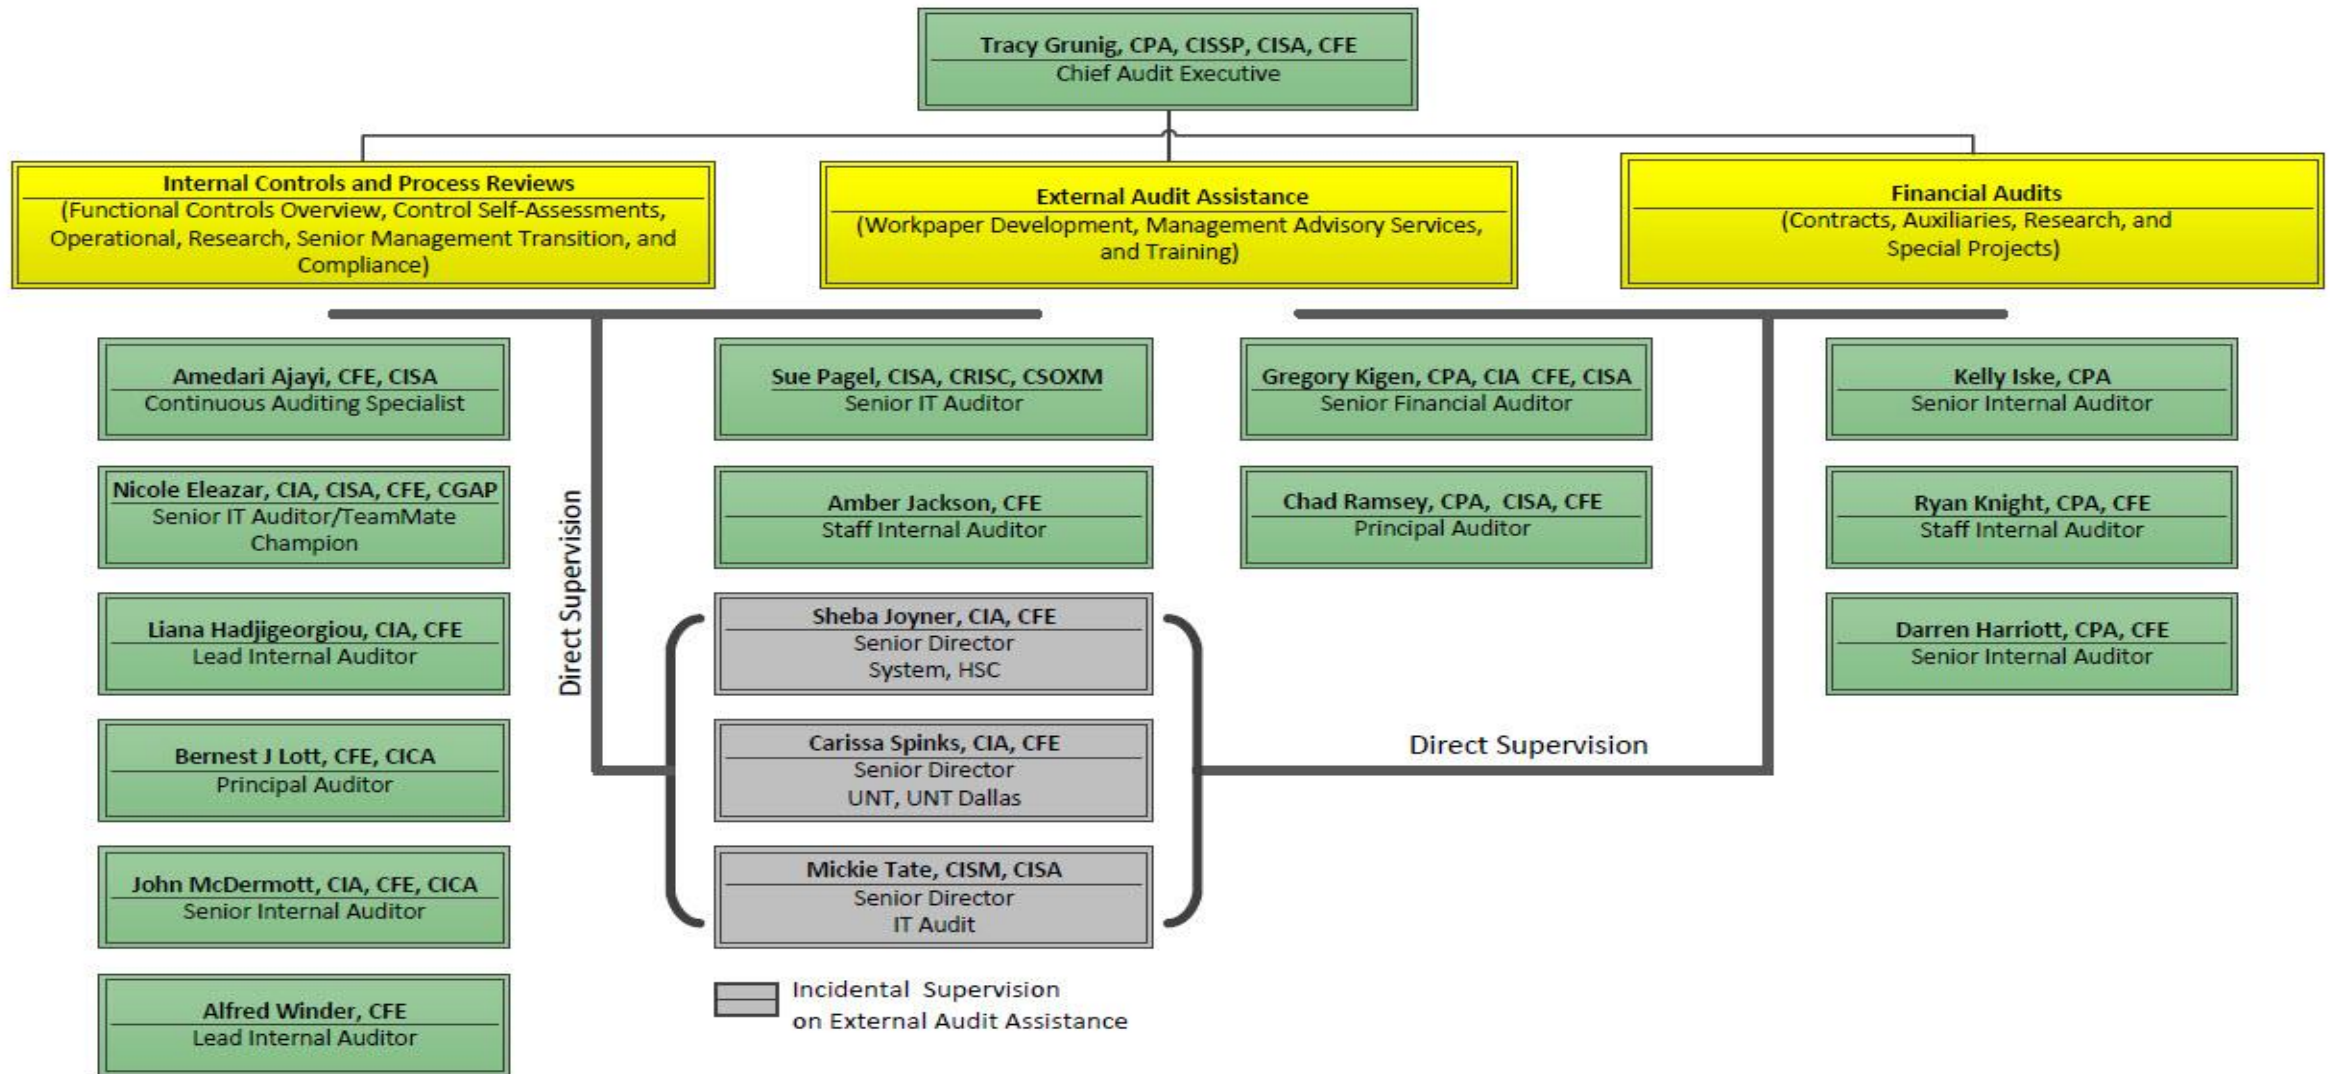 Tracy Grunig, CPA, CISSP, CISA, CFE
Chief Audit Executive
Internal Controls and Process Reviews
(Functional Controls Overview, Control Self-Assessments,
Operational, Research, Senior Management Transition, and
Compliance)
External Audit Assistance
(Workpaper Development, Management Advisory Services,
and Training)
Financial Audits
(Contracts, Auxiliaries, Research, and
Special Projects)
Amedari Ajayi, CFE, CISA
Continuous Auditing Specialist
Nicole Eleazar, CIA, CISA, CFE, CGAP
Senior IT Auditor/TeamMate
Champion
Liana Hadjigeorgiou, CIA, CFE
Lead Internal Auditor
Bernest J Lott, CFE, CICA
Principal Auditor
John McDermott, CIA, CFE, CICA
Senior Internal Auditor
Alfred Winder, CFE
Lead Internal Auditor
Direct Supervision
Sue Pagel, CISA, CRISC, CSOXM
Senior IT Auditor
Amber Jackson, CFE
Staff Internal Auditor
Sheba Joyner, CIA, CFE
Senior Director
System, HSC
Carissa Spinks, CIA, CFE
Senior Director
UNT, UNT Dallas
Mickie Tate, CISM, CISA
Senior Director
IT Audit
Incidental Supervision
on External Audit Assistance
Gregory Kigen, CPA, CIA CFE, CISA
Senior Financial Auditor
Chad Ramsey, CPA, CISA, CFE
Principal Auditor
Direct Supervision
Kelly Iske, CPA
Senior Internal Auditor
Ryan Knight, CPA, CFE
Staff Internal Auditor
Darren Harriott, CPA, CFE
Senior Internal Auditor